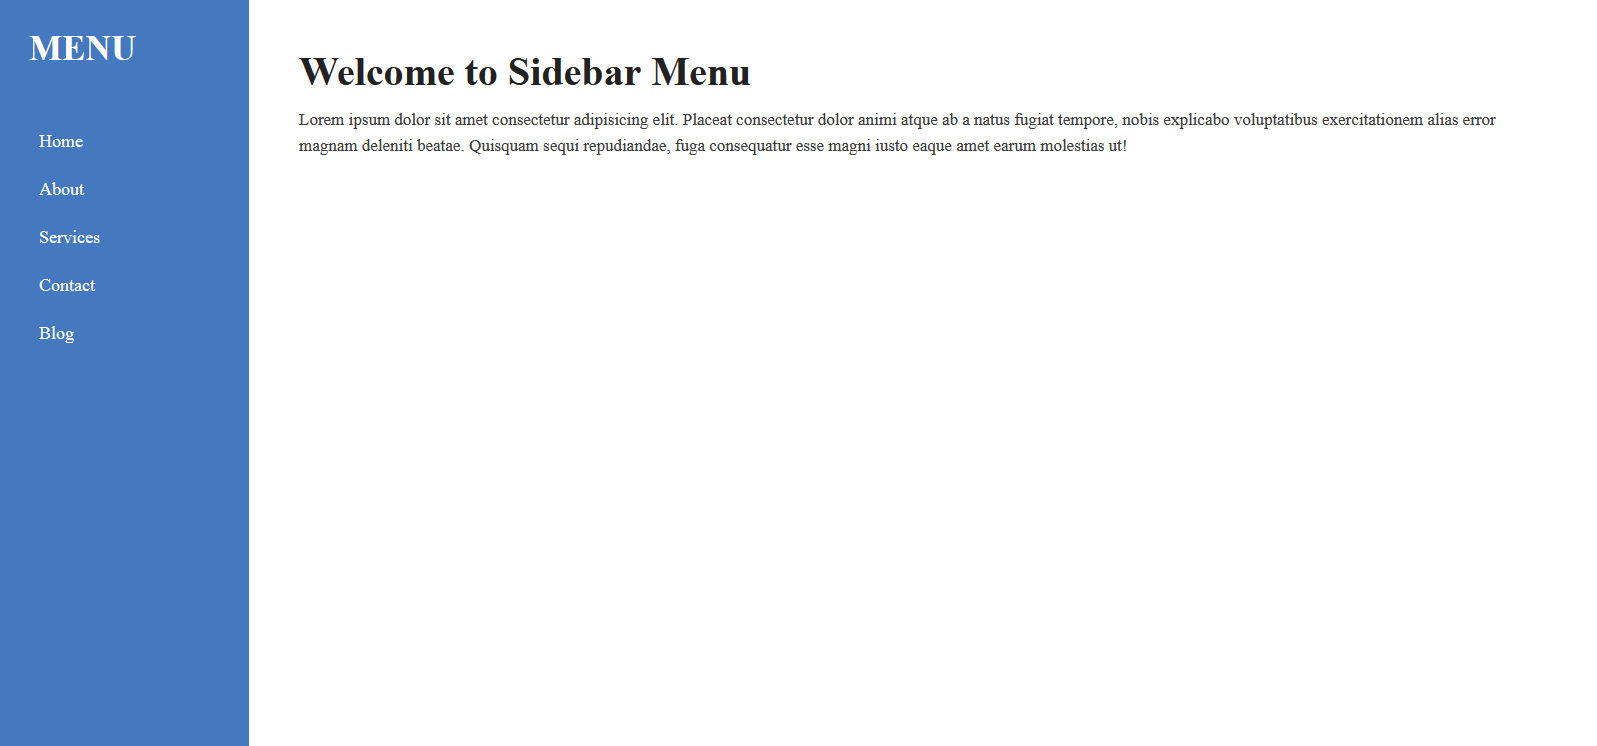 MENU
Home
About
Services
Contact
Blog
Welcome to Sidebar Menu
Lorem ipsum dolor sit amet consectetur adipisicing elit. Placeat consectetur dolor animi atque ab a natus fugiat tempore, nobis explicabo voluptatibus exercitationem alias error
magnam deleniti beatae. Quisquam sequi repudiandae, fuga consequatur esse magni iusto eaque amet earum molestias ut!